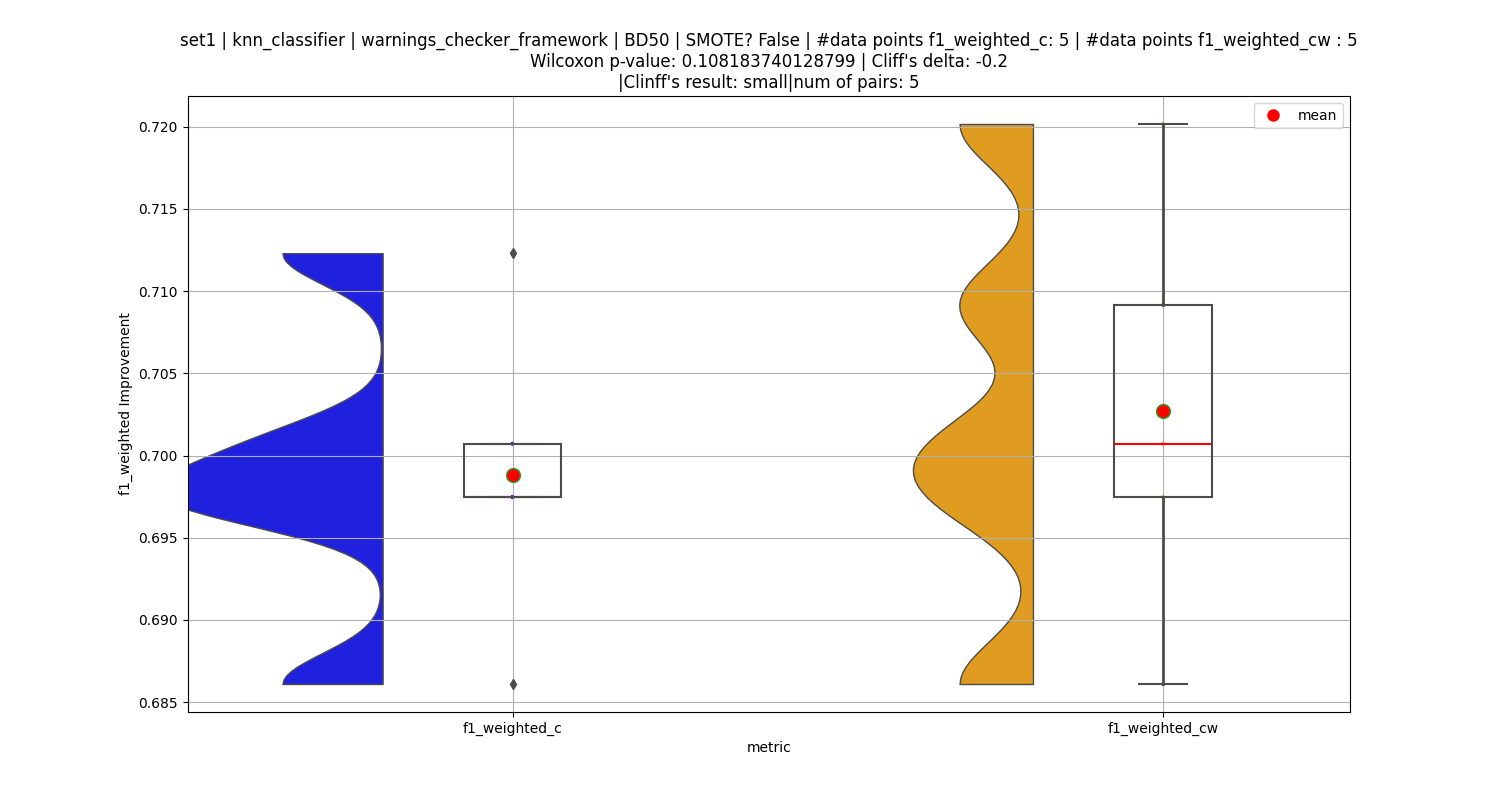 set1 | knn_classifier | warnings_checker_framework | BD50 | SMOTE? False | #data points f1_weighted_c: 5 | #data points f1_weighted_cw : 5
Wilcoxon p-value: 0.108183740128799 | Cliff's delta: -0.2
|Clinff's result: small|num of pairs: 5
mean
0.720
0.715
0.710
0.705
0.700
0.695
0.690
0.685
f1_weighted Improvement
f1_weighted_c
f1_weighted_cw
metric